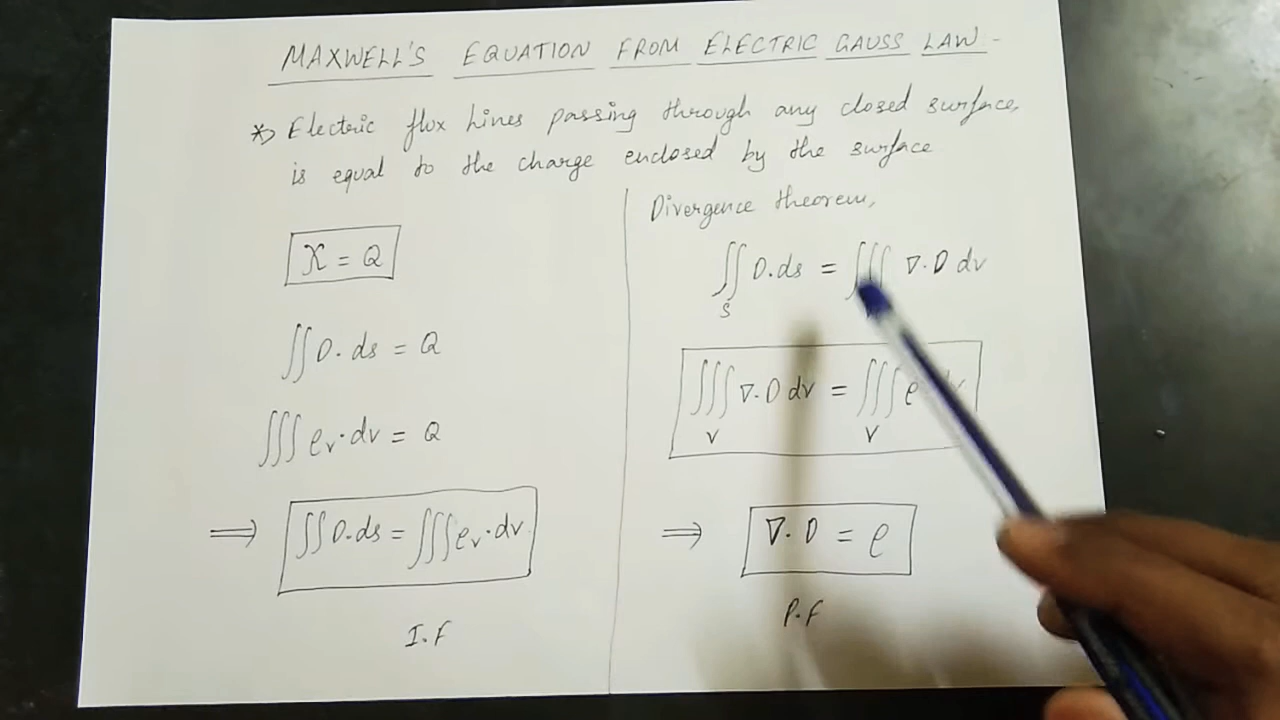 MAXWELL'S EQUATION FROM ELECTRIC GAUSS LAW -
*) Electric flux lines passing through any closed surface,
is equal to the charge enclosed by the surface
Ψ = Q
∬ D. ds = Q
∭ ρv . dv = Q
⟹ ∬ D.ds = ∭ ρv . dv
I.F
Divergence theorem,
∬s D.ds = ∭ ∇. D dv
∭v ∇. D dv = ∭v ρ
⟹ ∇. D = ρ
P.F